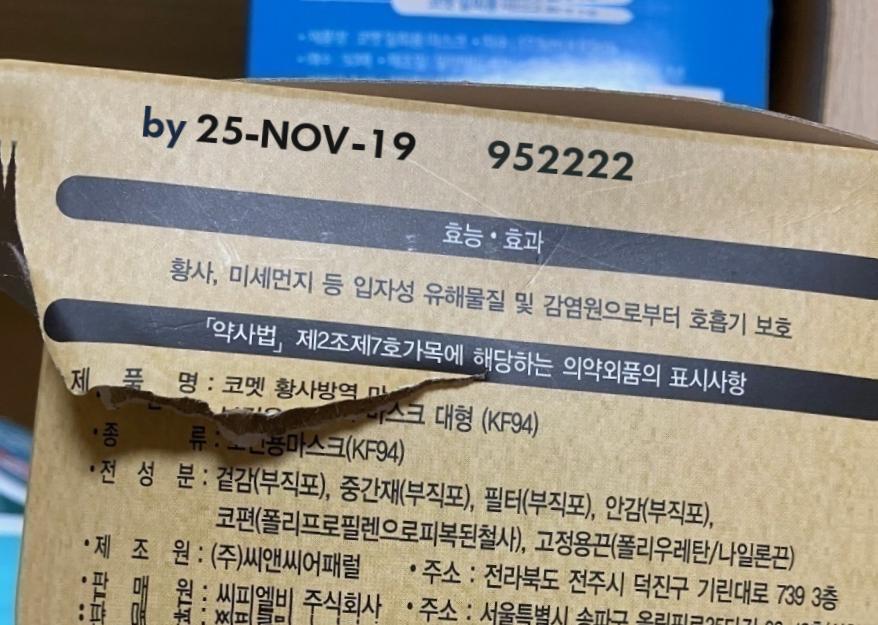 by 25-NOV-19 952222
효능 • 효과
황사, 미세먼지 등 입자성 유해물질 및 감염원으로부터 호흡기 보호
「약사법」 제2조제7호가목에 해당하는 의약외품의 표시사항
제 품 명 : 코멧 황사방역
마스크 대형 (KF94)
• 종 류 : 보건용마스크(KF94)
• 전 성 분 : 겉감(부직포), 중간재(부직포), 필터(부직포), 안감(부직포),
코편(폴리프로필렌으로피복된철사), 고정용끈(폴리우레탄/나일론끈)
• 제 조 원 : (주)씨앤씨어패럴 • 주소 : 전라북도 전주시 덕진구 기린대로 739 3층
• 판 매 원 : 씨피엘비 주식회사 • 주소 : 서울특별시 송파구